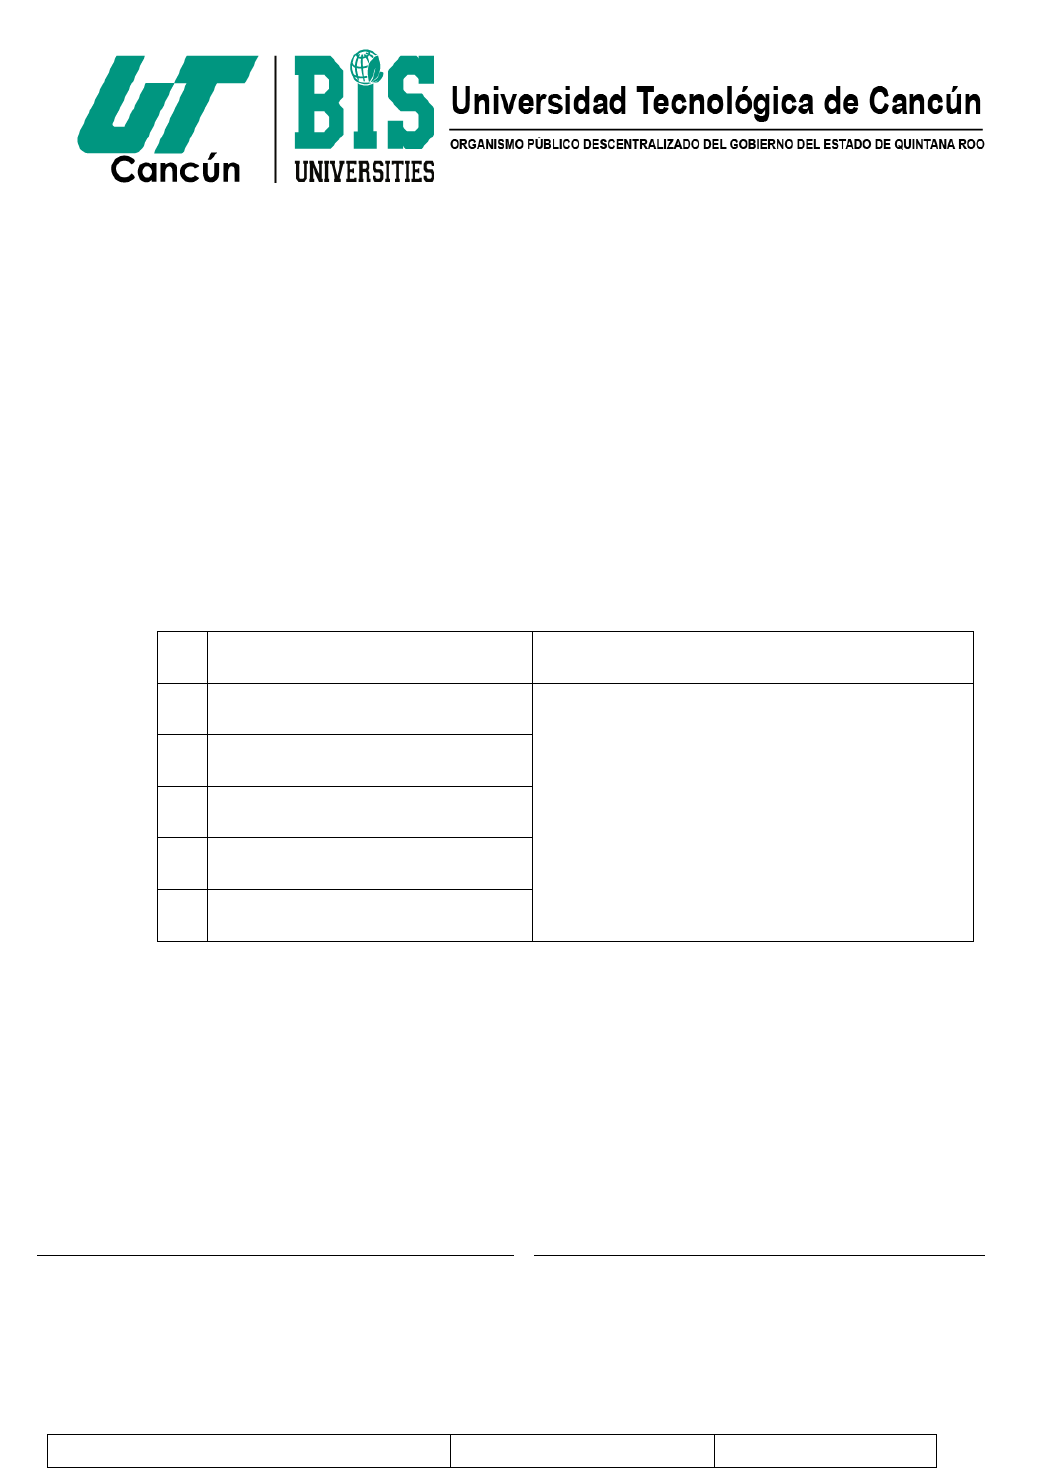 UT
Cancún
BiS
UNIVERSITIES
Universidad Tecnológica de Cancún
ORGANISMO PÚBLICO DESCENTRALIZADO DEL GOBIERNO DEL ESTADO DE QUINTANA ROO